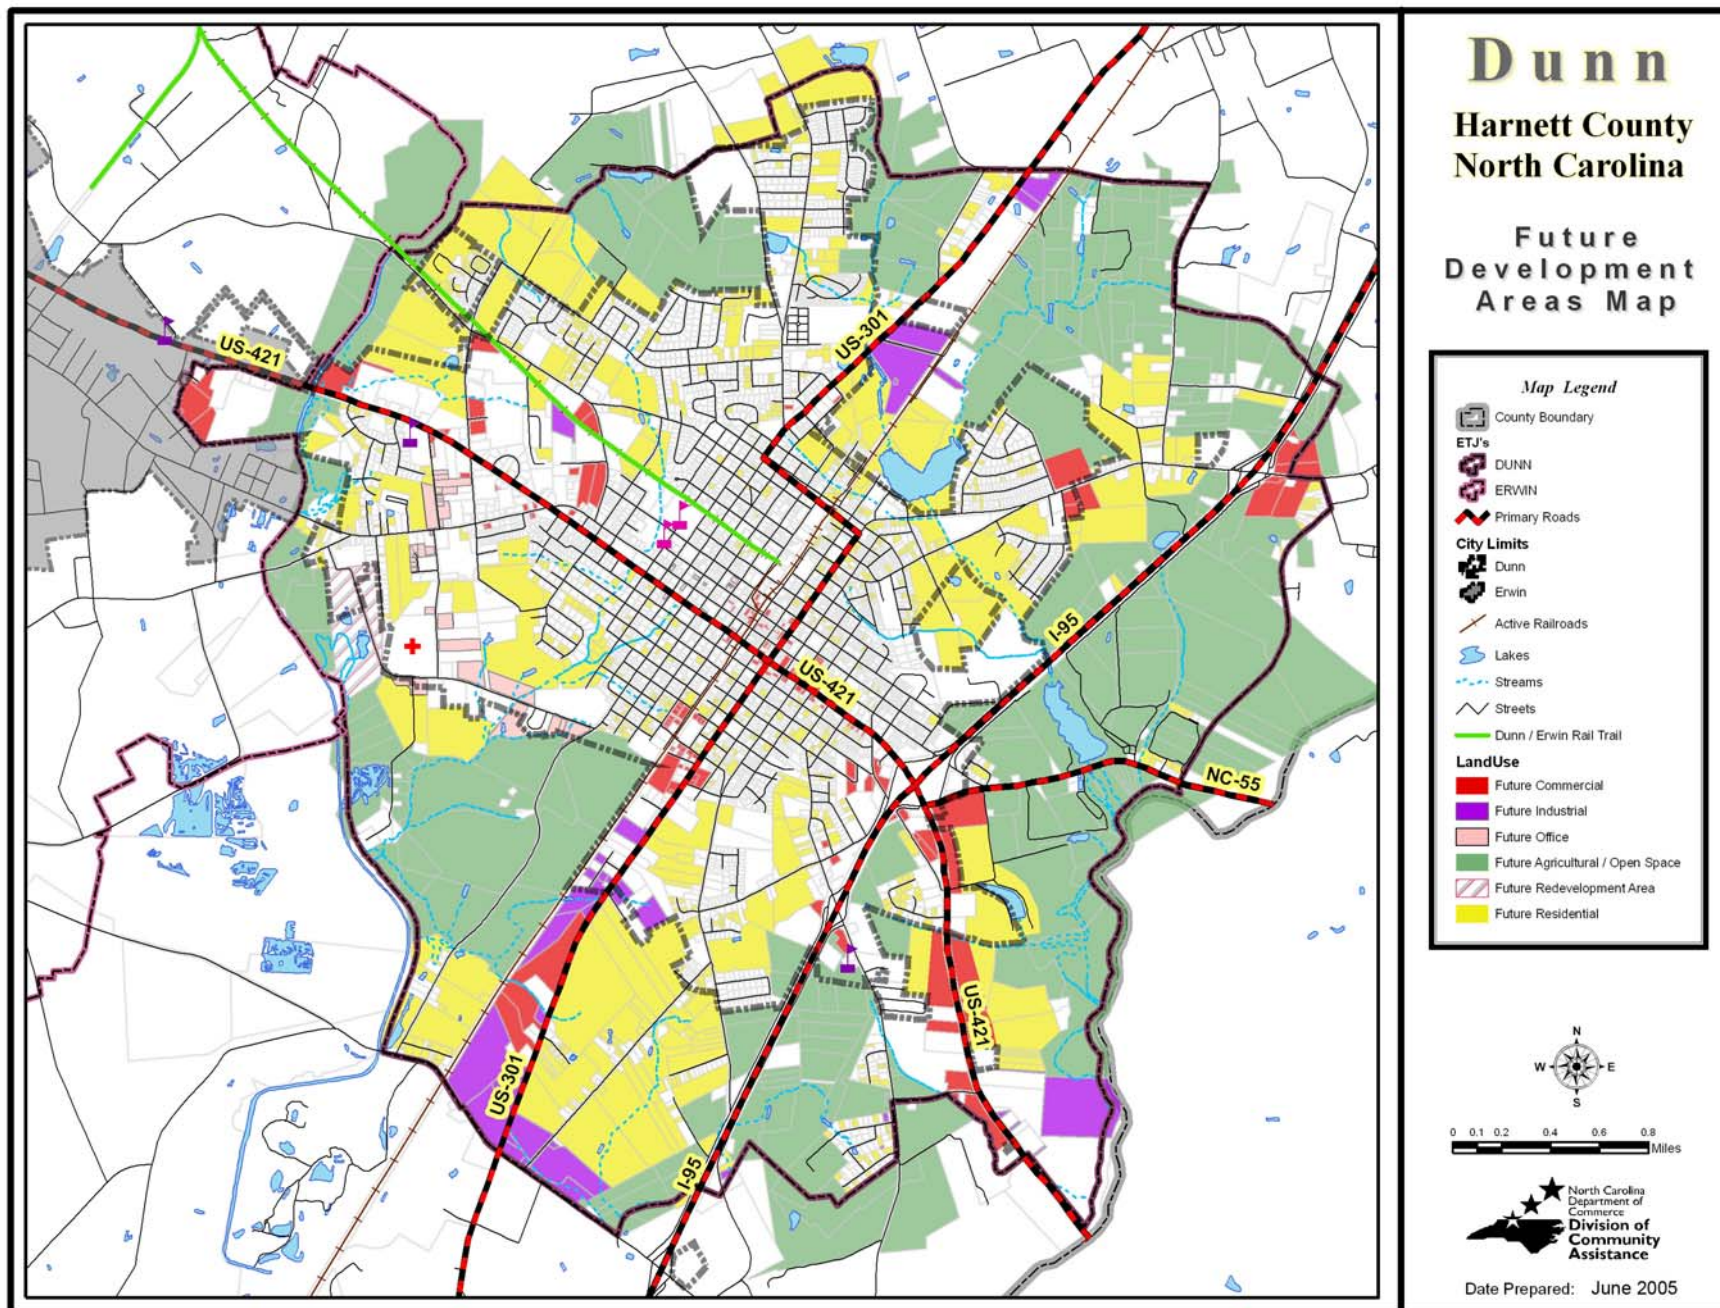 Dunn
Harnett County
North Carolina
Future
Development
Areas Map
Map Legend
County Boundary
ETJ's
DUNN
ERWIN
Primary Roads
City Limits
Dunn
Erwin
Active Railroads
Lakes
Streams
Streets
Dunn / Erwin Rail Trail
LandUse
Future Commercial
Future Industrial
Future Office
Future Agricultural / Open Space
Future Redevelopment Area
Future Residential
N
W E
S
0 0.1 0.2 0.4 0.6 0.8
Miles
North Carolina
Department of
Commerce
Division of
Community
Assistance
Date Prepared: June 2005
US-421
US-301
I-95
US-421
NC-55
US-421
US-301
I-95